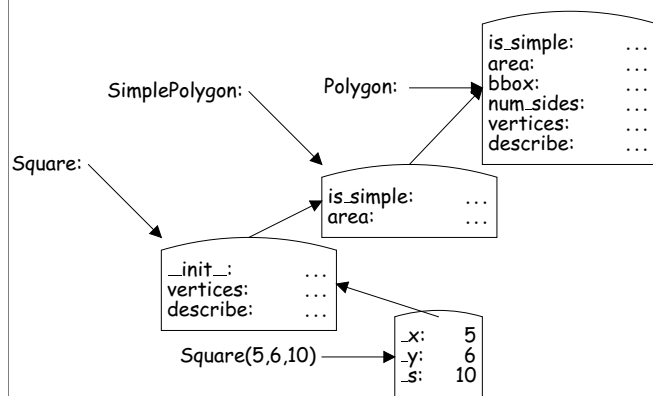 is_simple: ...
area: ...
bbox: ...
num_sides: ...
vertices: ...
describe: ...
Polygon:
SimplePolygon:
Square:
is_simple: ...
area: ...
__init__: ...
vertices: ...
describe: ...
Square(5,6,10)
_x: 5
_y: 6
_s: 10